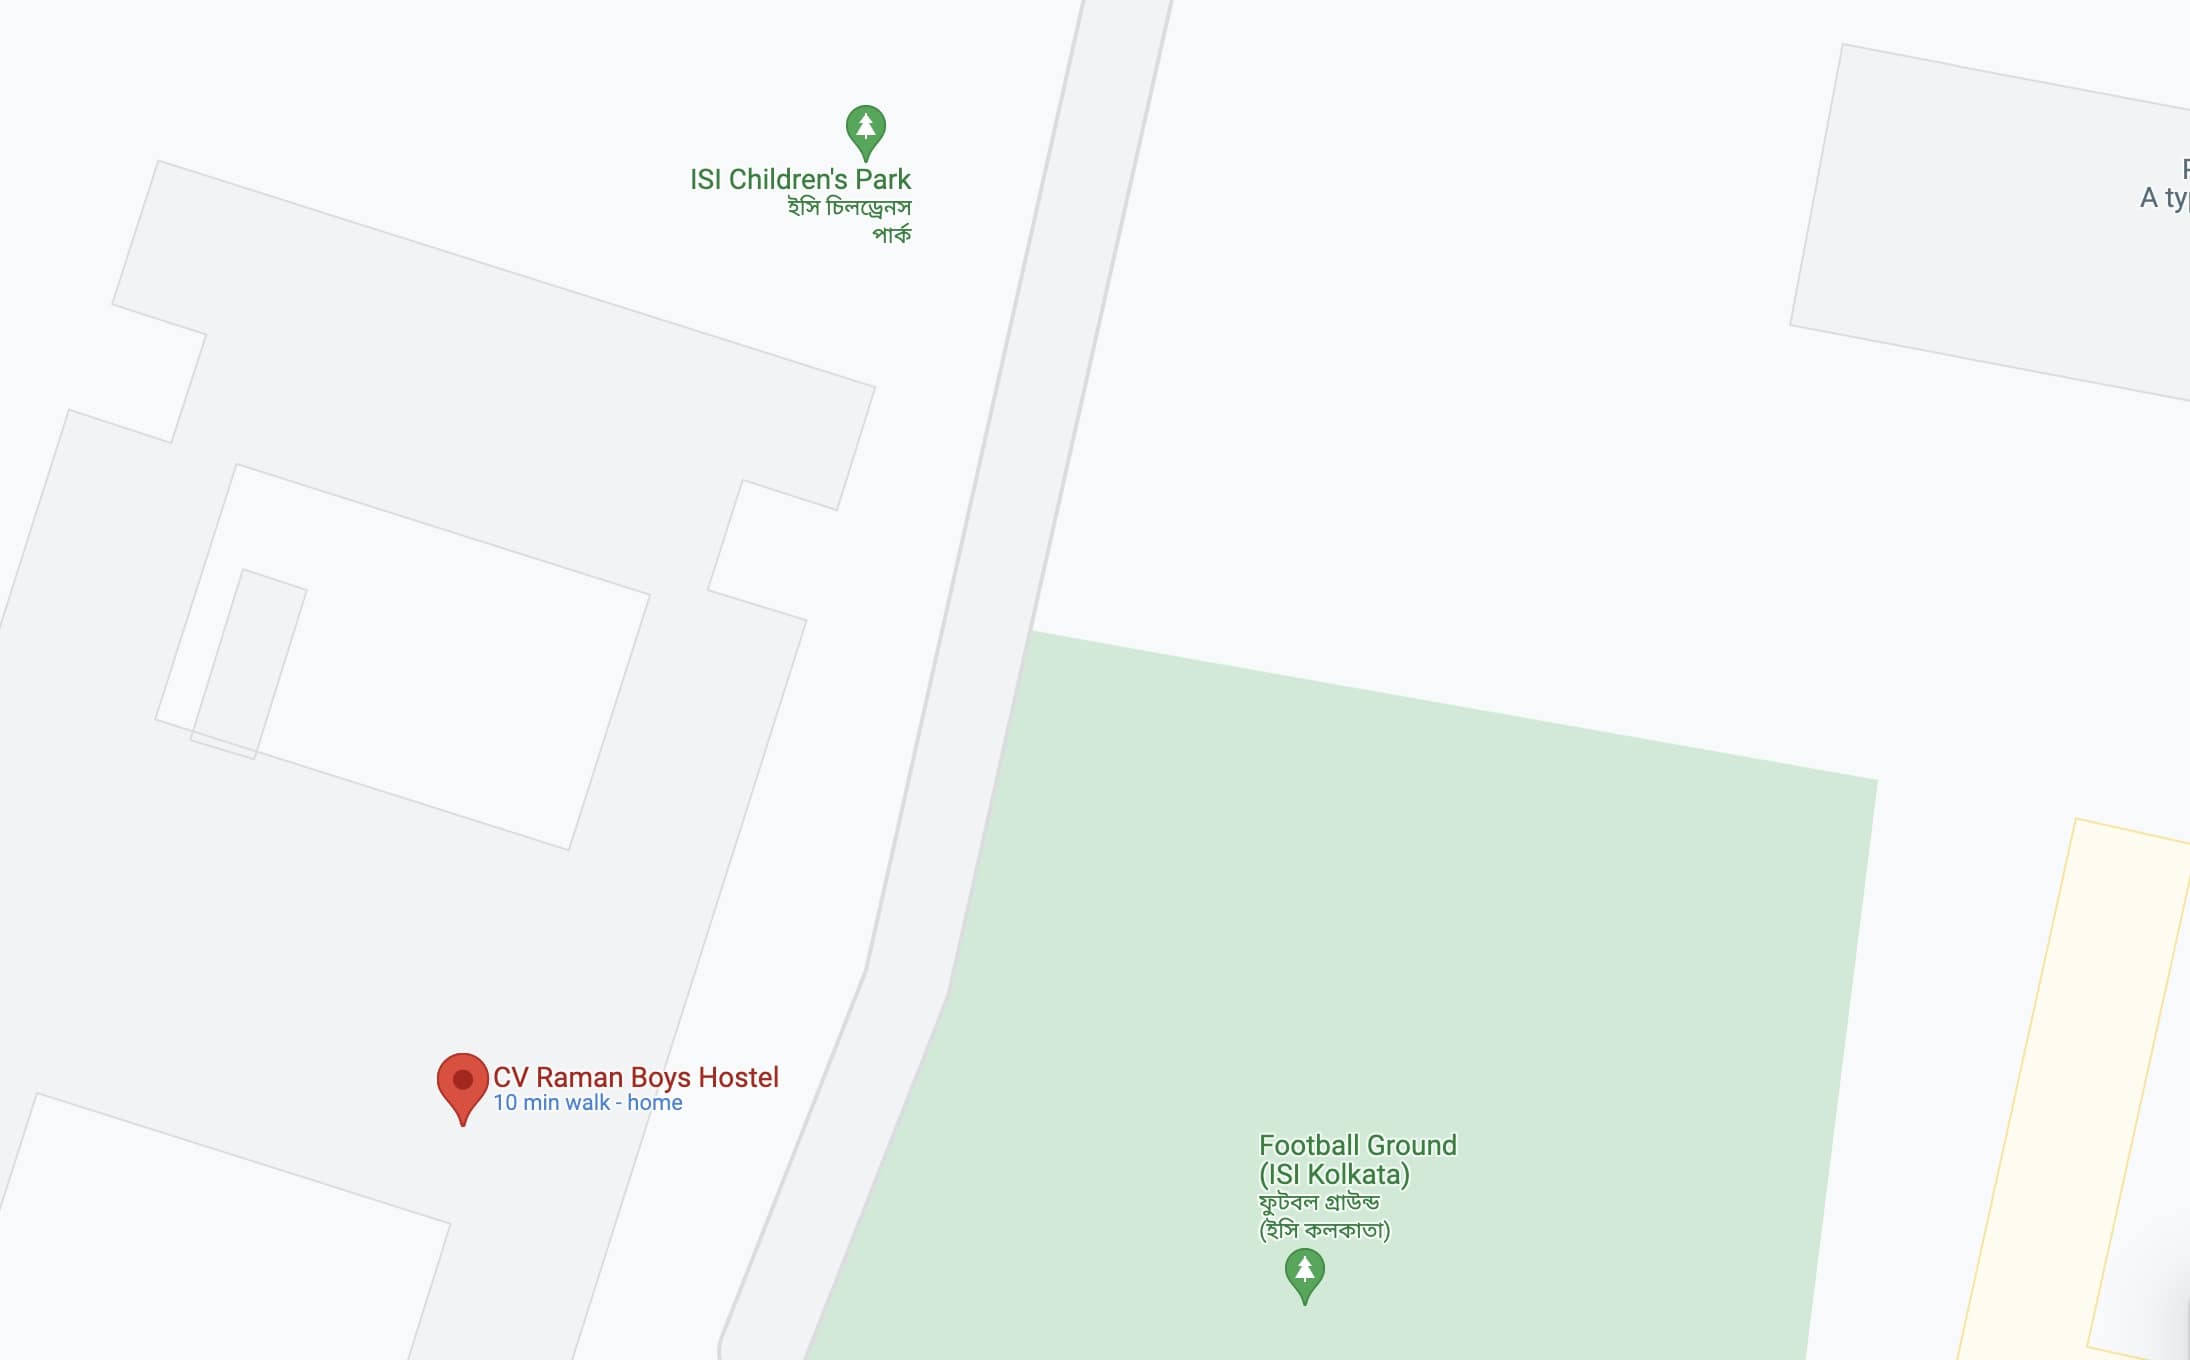 ISI Children's Park
ইসি চিলড্রেনস
পার্ক
A
CV Raman Boys Hostel
10 min walk - home
Football Ground
(ISI Kolkata)
ফুটবল গ্রাউন্ড
(ইসি কলকাতা)